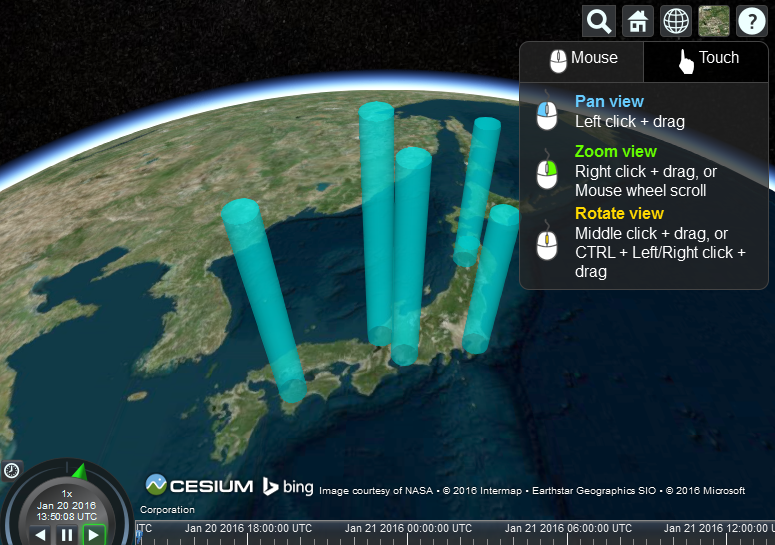 Mouse
Touch
Pan view
Left click + drag
Zoom view
Right click + drag, or
Mouse wheel scroll
Rotate view
Middle click + drag, or
CTRL + Left/Right click +
drag
CESIUM bing Image courtesy of NASA • © 2016 Intermap • Earthstar Geographics SIO • © 2016 Microsoft
Corporation
1x
Jan 20 2016
13:50:08 UTC
UTC Jan 20 2016 18:00:00 UTC Jan 21 2016 00:00:00 UTC Jan 21 2016 06:00:00 UTC Jan 21 2016 12:00:00 U